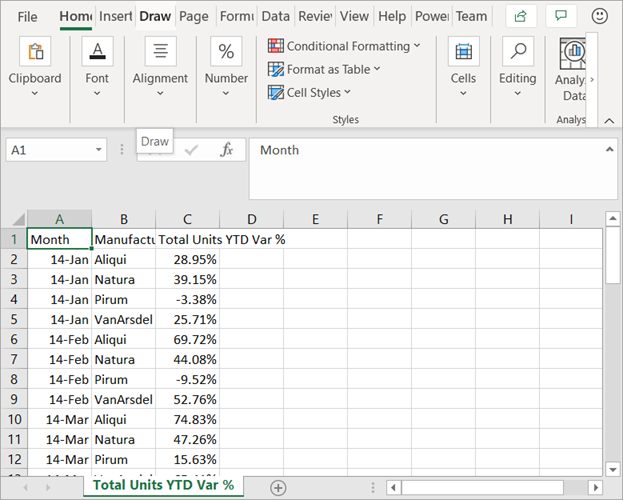 File Home Insert Draw Page Formu Data Review View Help Power Team
Conditional Formatting
Format as Table
Cell Styles
Clipboard Font Alignment Number Cells Editing Analyz
Data
Styles Analys
Draw
A1 fx Month
A B C D E F G H I
1 Month Manufactu Total Units YTD Var %
2 14-Jan Aliqui 28.95%
3 14-Jan Natura 39.15%
4 14-Jan Pirum -3.38%
5 14-Jan VanArsdel 25.71%
6 14-Feb Aliqui 69.72%
7 14-Feb Natura 44.08%
8 14-Feb Pirum -9.52%
9 14-Feb VanArsdel 52.76%
10 14-Mar Aliqui 74.83%
11 14-Mar Natura 47.26%
12 14-Mar Pirum 15.63%
Total Units YTD Var %